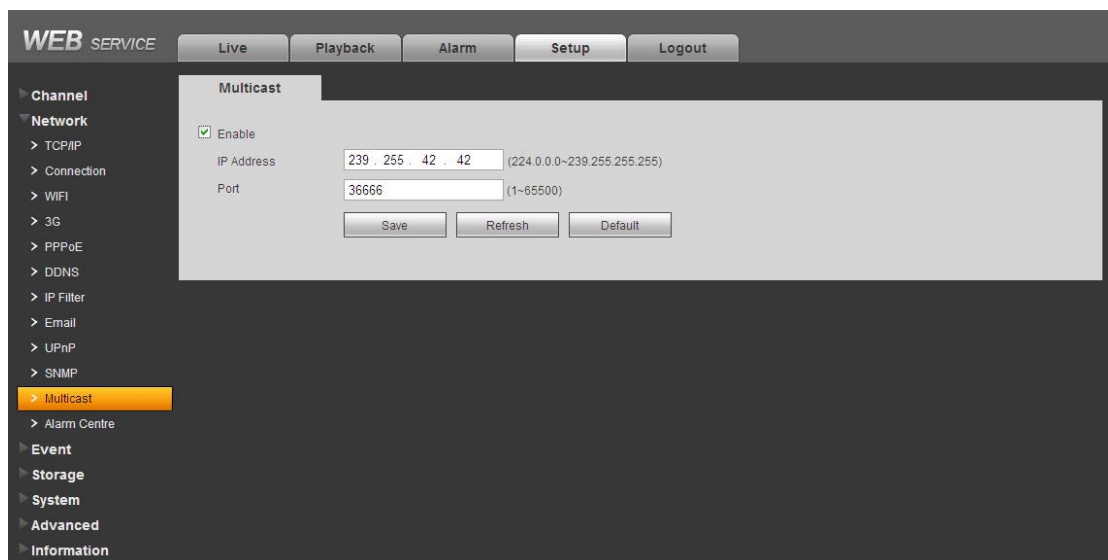 WEB SERVICE
Live
Playback
Alarm
Setup
Logout
Channel
Network
> TCP/IP
> Connection
> WIFI
> 3G
> PPPoE
> DDNS
> IP Filter
> Email
> UPnP
> SNMP
> Multicast
> Alarm Centre
Event
Storage
System
Advanced
Information
Multicast
Enable
IP Address 239 . 255 . 42 . 42 (224.0.0.0~239.255.255.255)
Port 36666 (1~65500)
Save Refresh Default